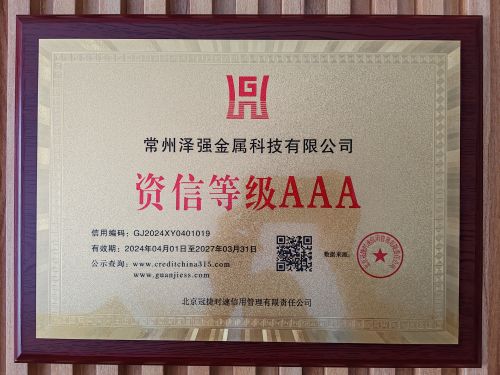 常州泽强金属科技有限公司
资信等级AAA
信用编码：GJ2024XY0401019
有效期：2024年04月01日至2027年03月31日
公示查询：www.creditchina315.com
www.guanjiess.com
数据来源：
北京冠捷时速信用管理有限责任公司